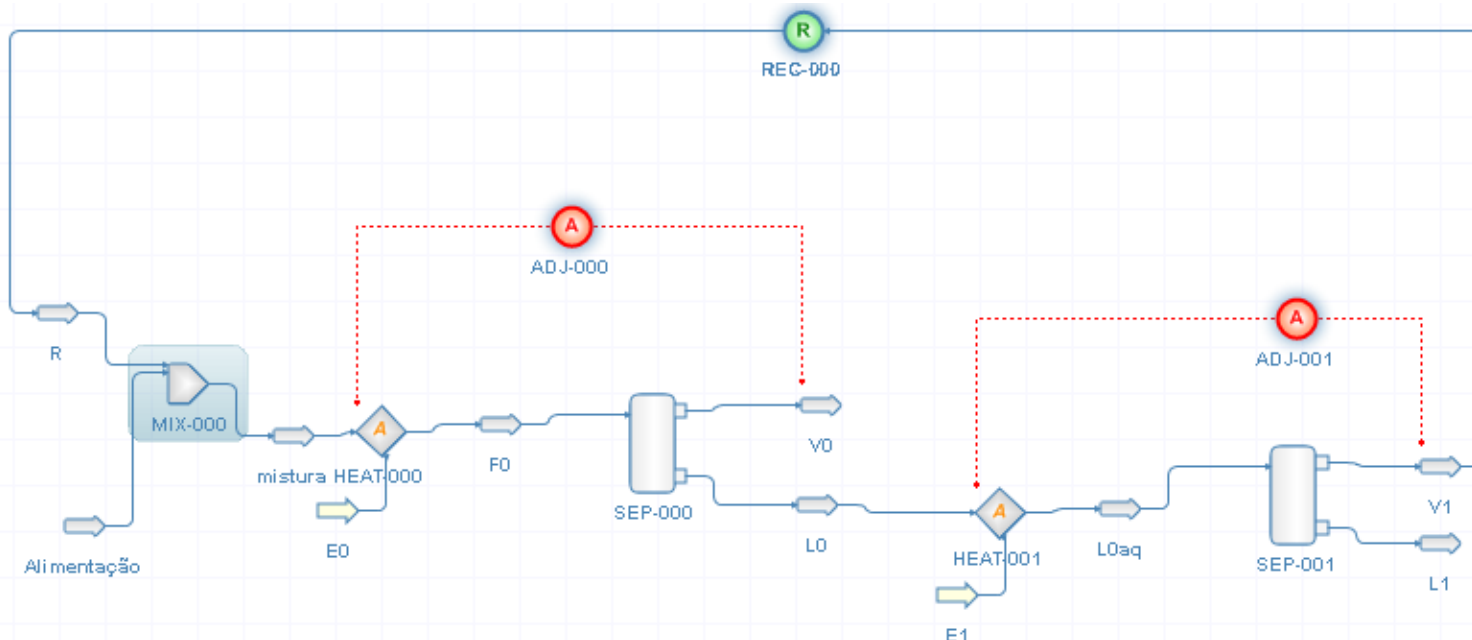 R
REC-000
A
ADJ-000
A
ADJ-001
R
MIX-000
A
mistura
HEAT-000
F0
V0
SEP-000
E0
Alimentação
L0
A
HEAT-001
L0aq
SEP-001
V1
L1
E1